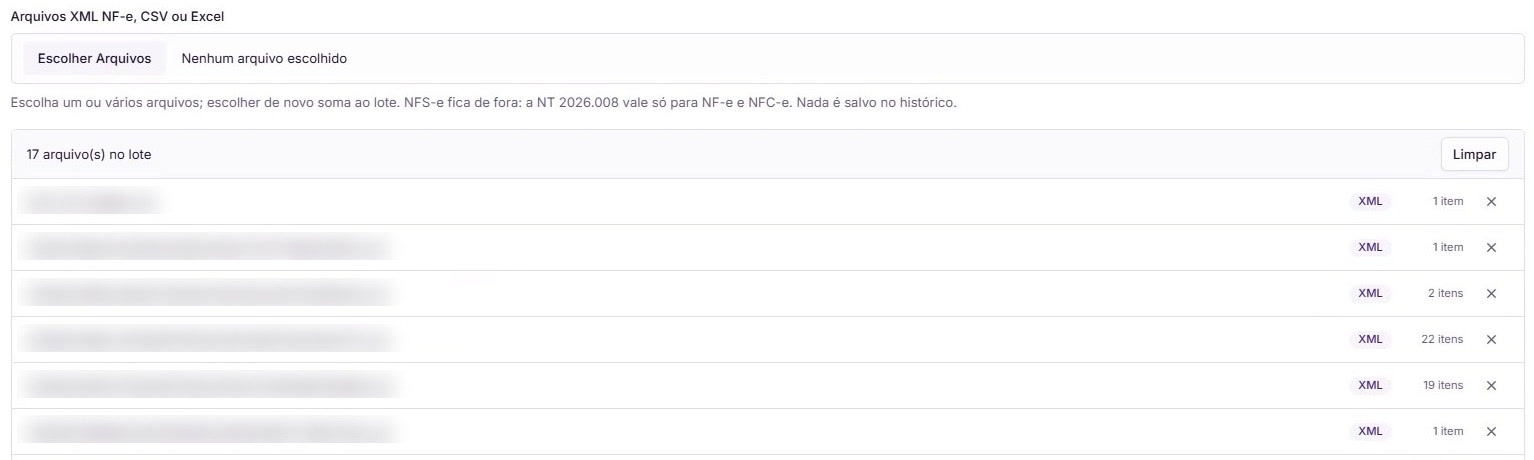 Arquivos XML NF-e, CSV ou Excel
Escolher Arquivos Nenhum arquivo escolhido
Escolha um ou vários arquivos; escolher de novo soma ao lote. NFS-e fica de fora: a NT 2026.008 vale só para NF-e e NFC-e. Nada é salvo no histórico.
17 arquivo(s) no lote Limpar
XML 1 item ×
XML 1 item ×
XML 2 itens ×
XML 22 itens ×
XML 19 itens ×
XML 1 item ×